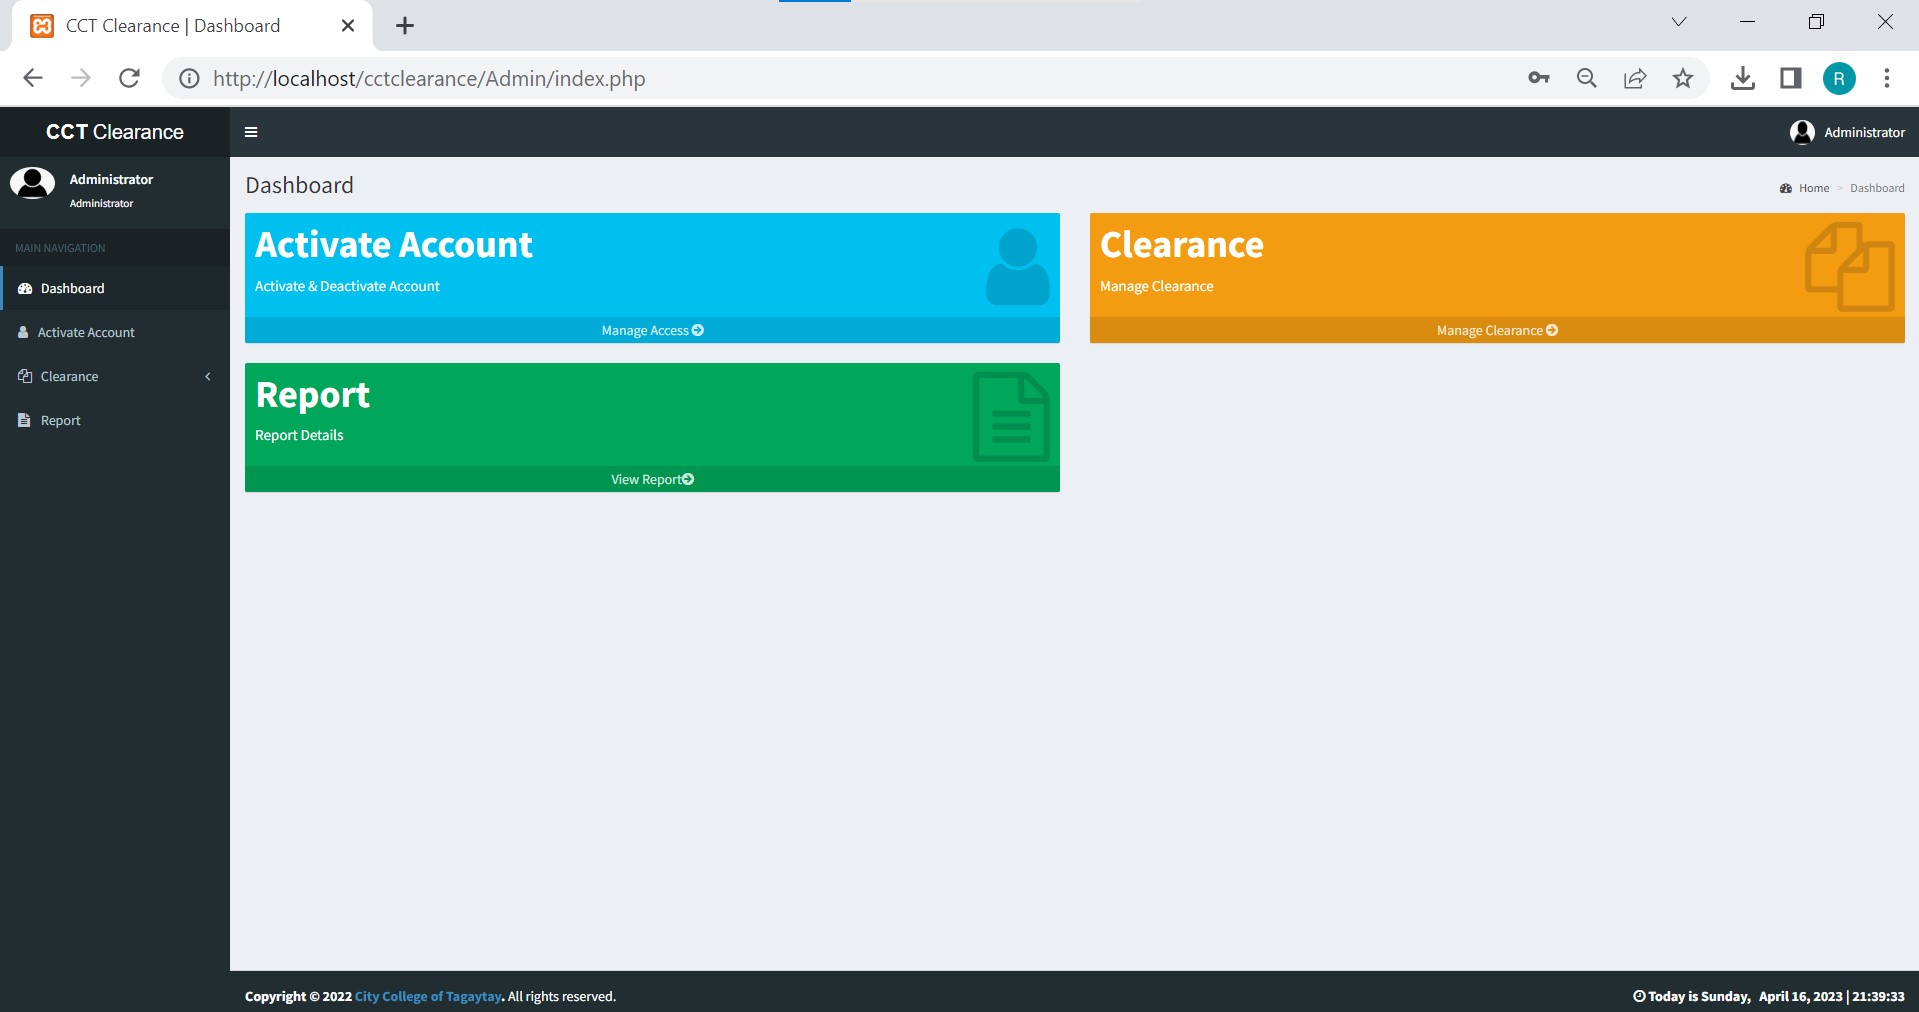 CCT Clearance | Dashboard
http://localhost/cctclearance/Admin/index.php
R
CCT Clearance
Administrator
Administrator
Administrator
Dashboard
Home > Dashboard
MAIN NAVIGATION
Dashboard
Activate Account
Clearance
Report
Activate Account
Activate & Deactivate Account
Manage Access
Clearance
Manage Clearance
Manage Clearance
Report
Report Details
View Report
Copyright © 2022 City College of Tagaytay. All rights reserved.
Today is Sunday, April 16, 2023 | 21:39:33